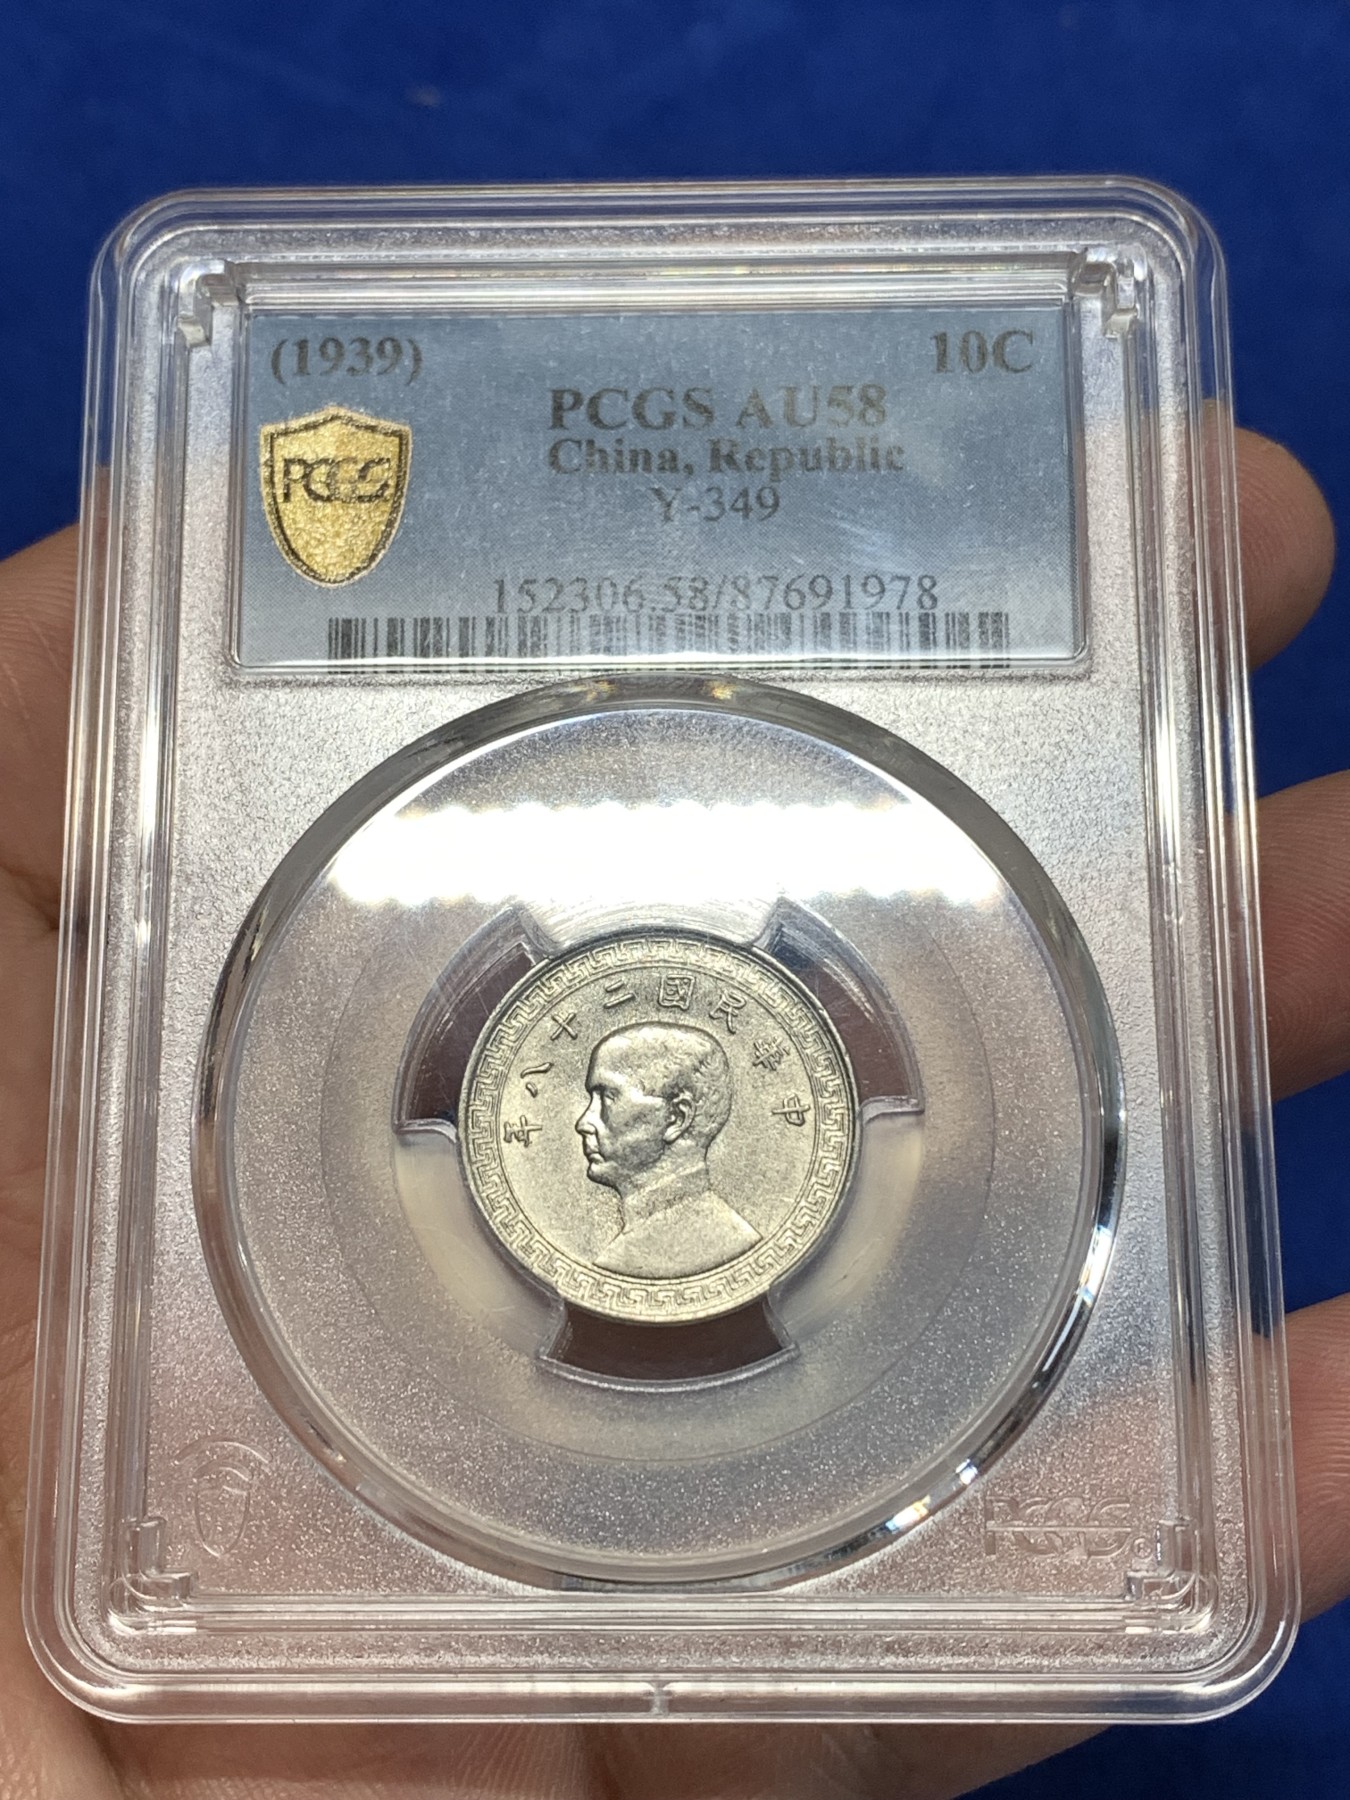 (1939) 10C
PCGS AU58
China, Republic
Y-349
PCGS
152306.58/87691978
中華民國二十八年
PCGS